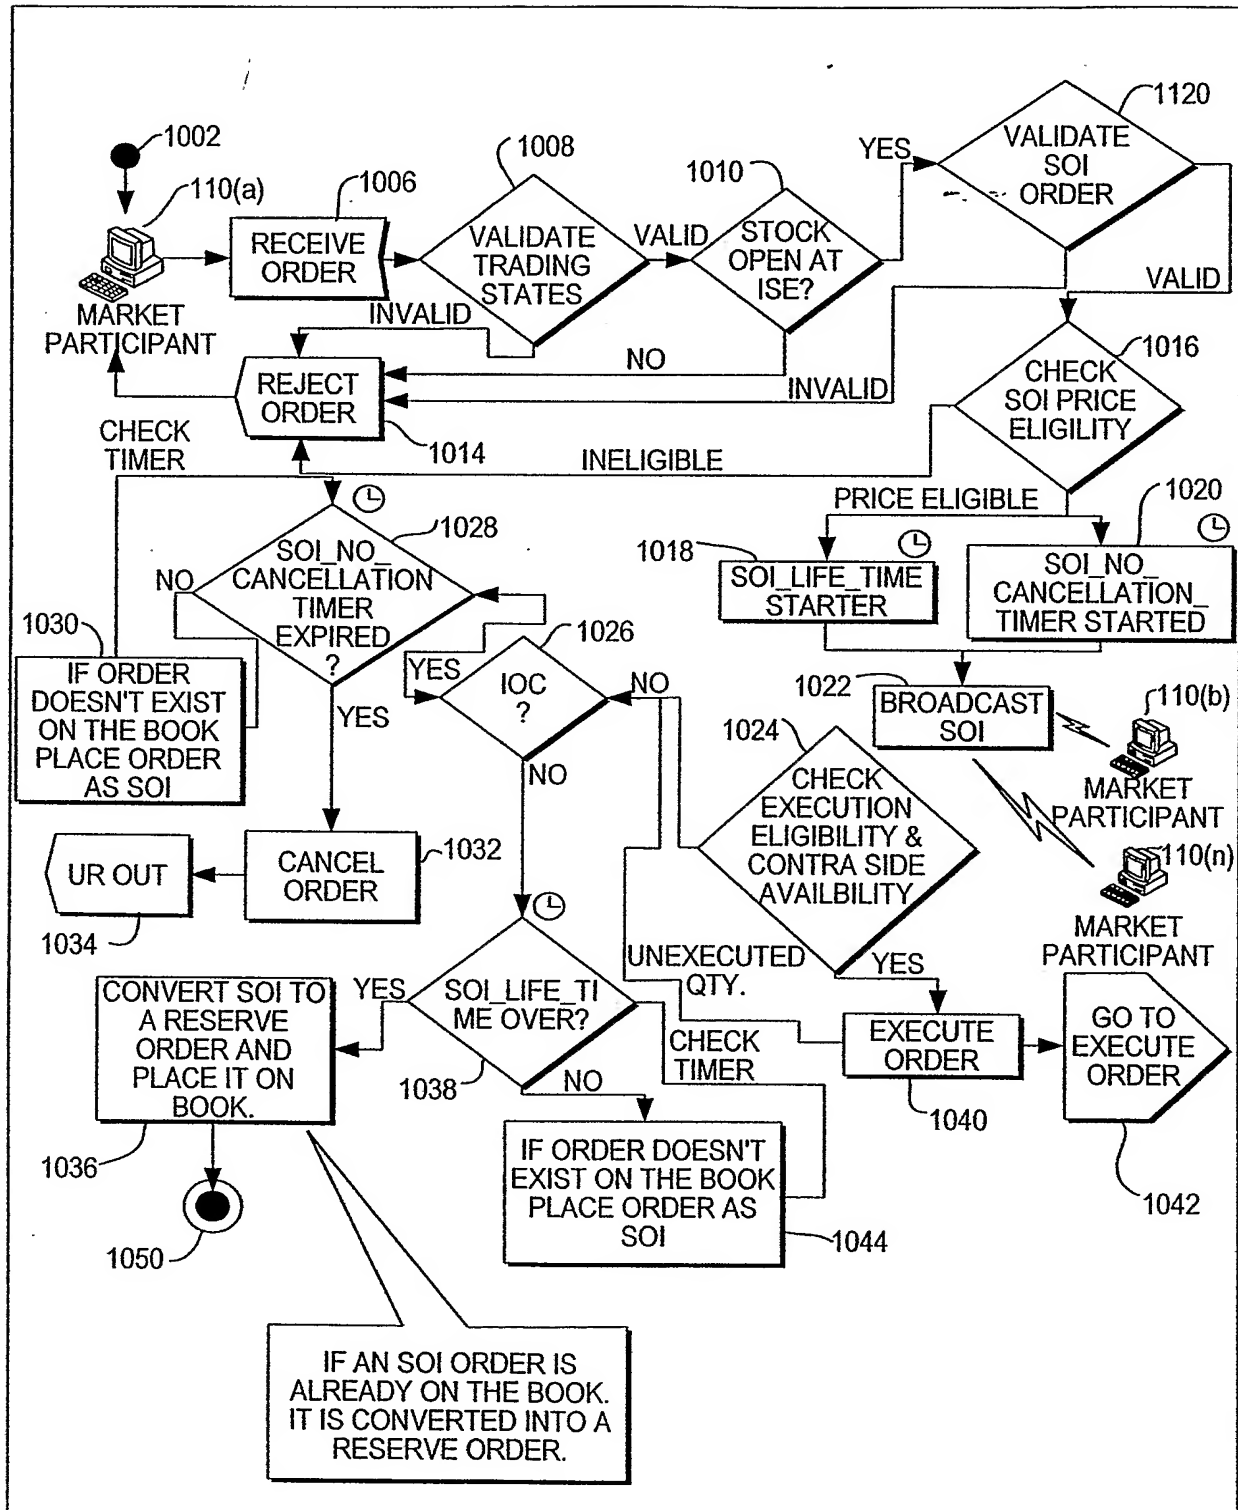 1002
110(a)
MARKET
PARTICIPANT
1006
RECEIVE
ORDER
1008
VALIDATE
TRADING
STATES
VALID
INVALID
1010
STOCK
OPEN AT
ISE?
YES
NO
1120
VALIDATE
SOI
ORDER
VALID
INVALID
REJECT
ORDER
1014
1016
CHECK
SOI PRICE
ELIGILITY
INELIGIBLE
PRICE ELIGIBLE
CHECK
TIMER
1028
SOI_NO_
CANCELLATION
TIMER
EXPIRED
?
NO
YES
1018
SOI_LIFE_TIME
STARTER
1020
SOI_NO_
CANCELLATION_
TIMER STARTED
1030
IF ORDER
DOESN'T EXIST
ON THE BOOK
PLACE ORDER
AS SOI
1026
IOC
?
YES
NO
NO
1022
BROADCAST
SOI
110(b)
MARKET
PARTICIPANT
110(n)
MARKET
PARTICIPANT
1024
CHECK
EXECUTION
ELIGIBILITY &
CONTRA SIDE
AVAILBILITY
YES
UNEXECUTED
QTY.
UR OUT
1034
CANCEL
ORDER
1032
CONVERT SOI TO
A RESERVE
ORDER AND
PLACE IT ON
BOOK.
1036
YES
SOI_LIFE_TI
ME OVER?
1038
NO
CHECK
TIMER
EXECUTE
ORDER
1040
GO TO
EXECUTE
ORDER
1042
IF ORDER DOESN'T
EXIST ON THE BOOK
PLACE ORDER AS
SOI
1044
1050
IF AN SOI ORDER IS
ALREADY ON THE BOOK.
IT IS CONVERTED INTO A
RESERVE ORDER.